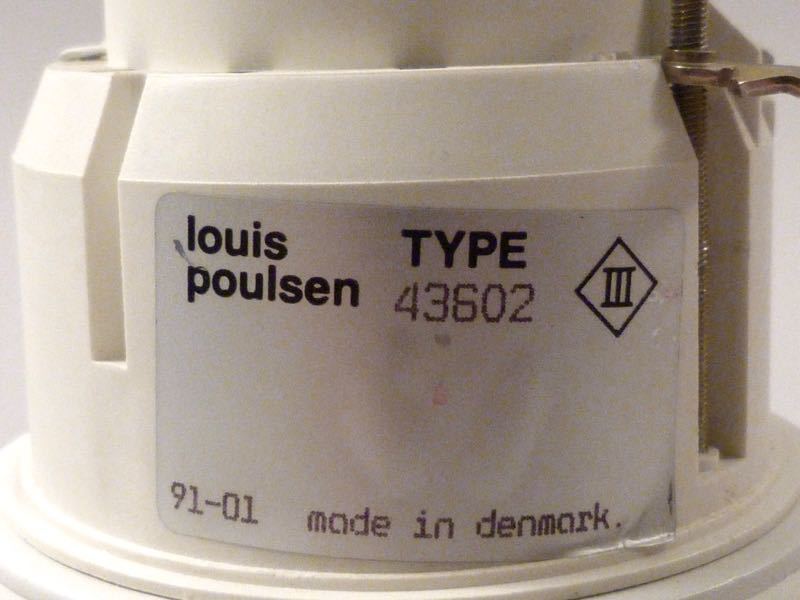 louis TYPE
poulsen 43602
III
91-01 made in denmark.